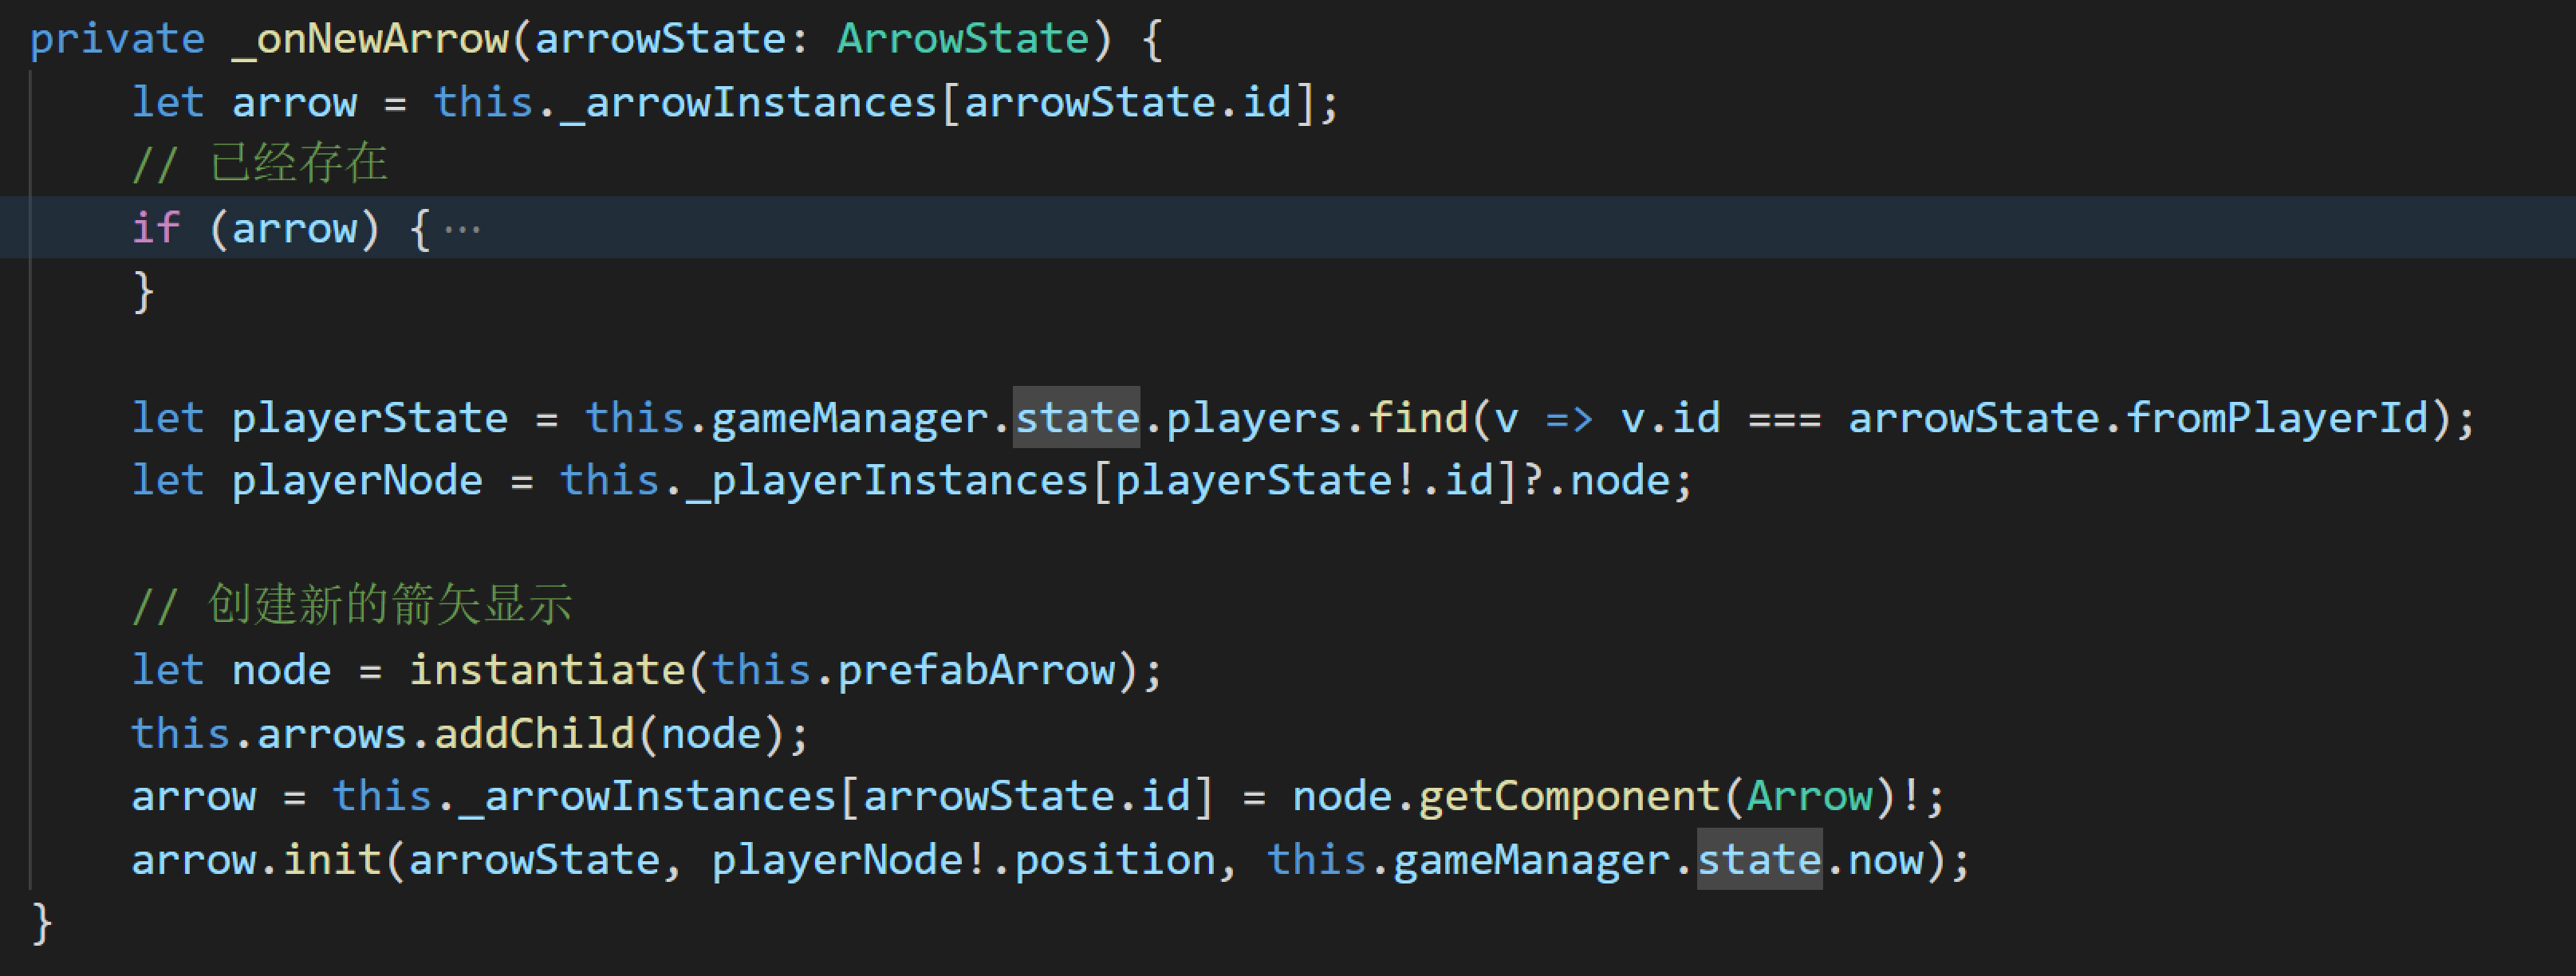 private _onNewArrow(arrowState: ArrowState) {
let arrow = this._arrowInstances[arrowState.id];
// 已经存在
if (arrow) {···
}
let playerState = this.gameManager.state.players.find(v => v.id === arrowState.fromPlayerId);
let playerNode = this._playerInstances[playerState!.id]?.node;
// 创建新的箭矢显示
let node = instantiate(this.prefabArrow);
this.arrows.addChild(node);
arrow = this._arrowInstances[arrowState.id] = node.getComponent(Arrow)!;
arrow.init(arrowState, playerNode!.position, this.gameManager.state.now);
}